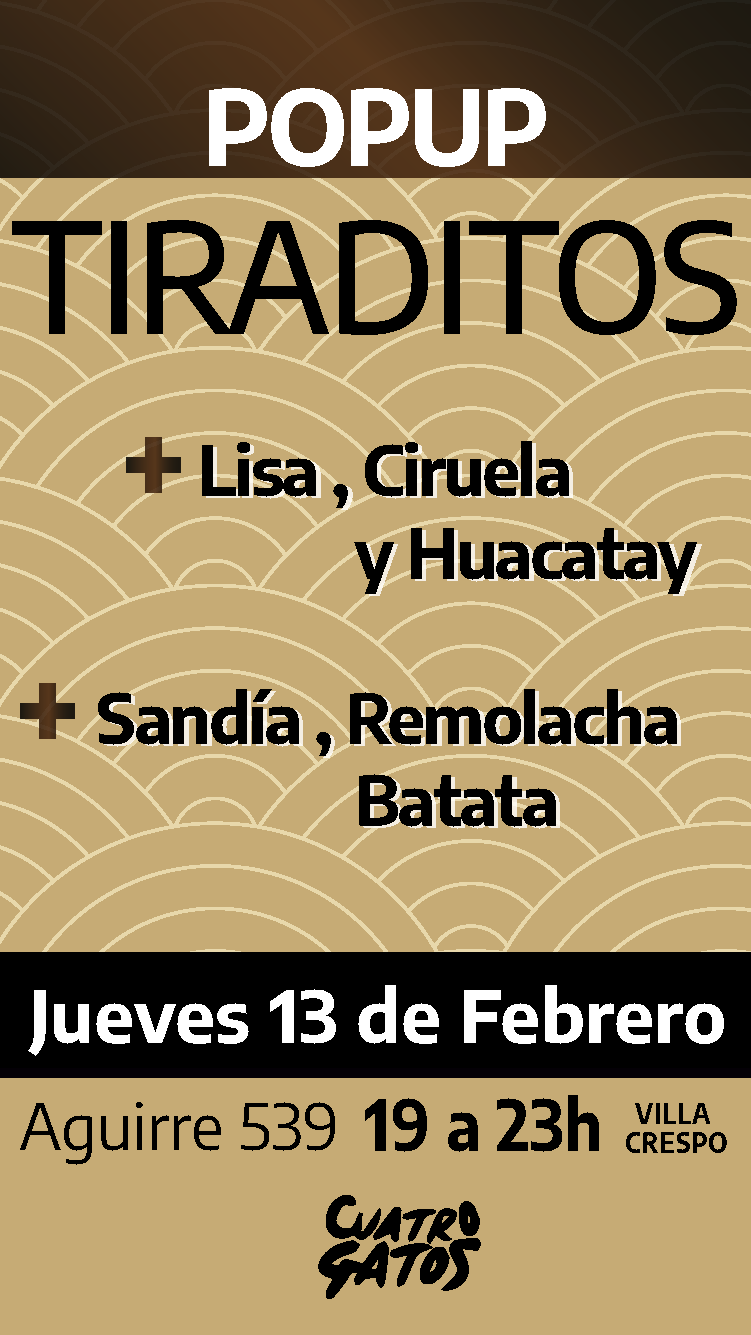 POPUP
TIRADITOS
+ Lisa , Ciruela
y Huacatay
+ Sandía , Remolacha
Batata
Jueves 13 de Febrero
Aguirre 539 19 a 23h VILLA
CRESPO
CUATRO
GATOS